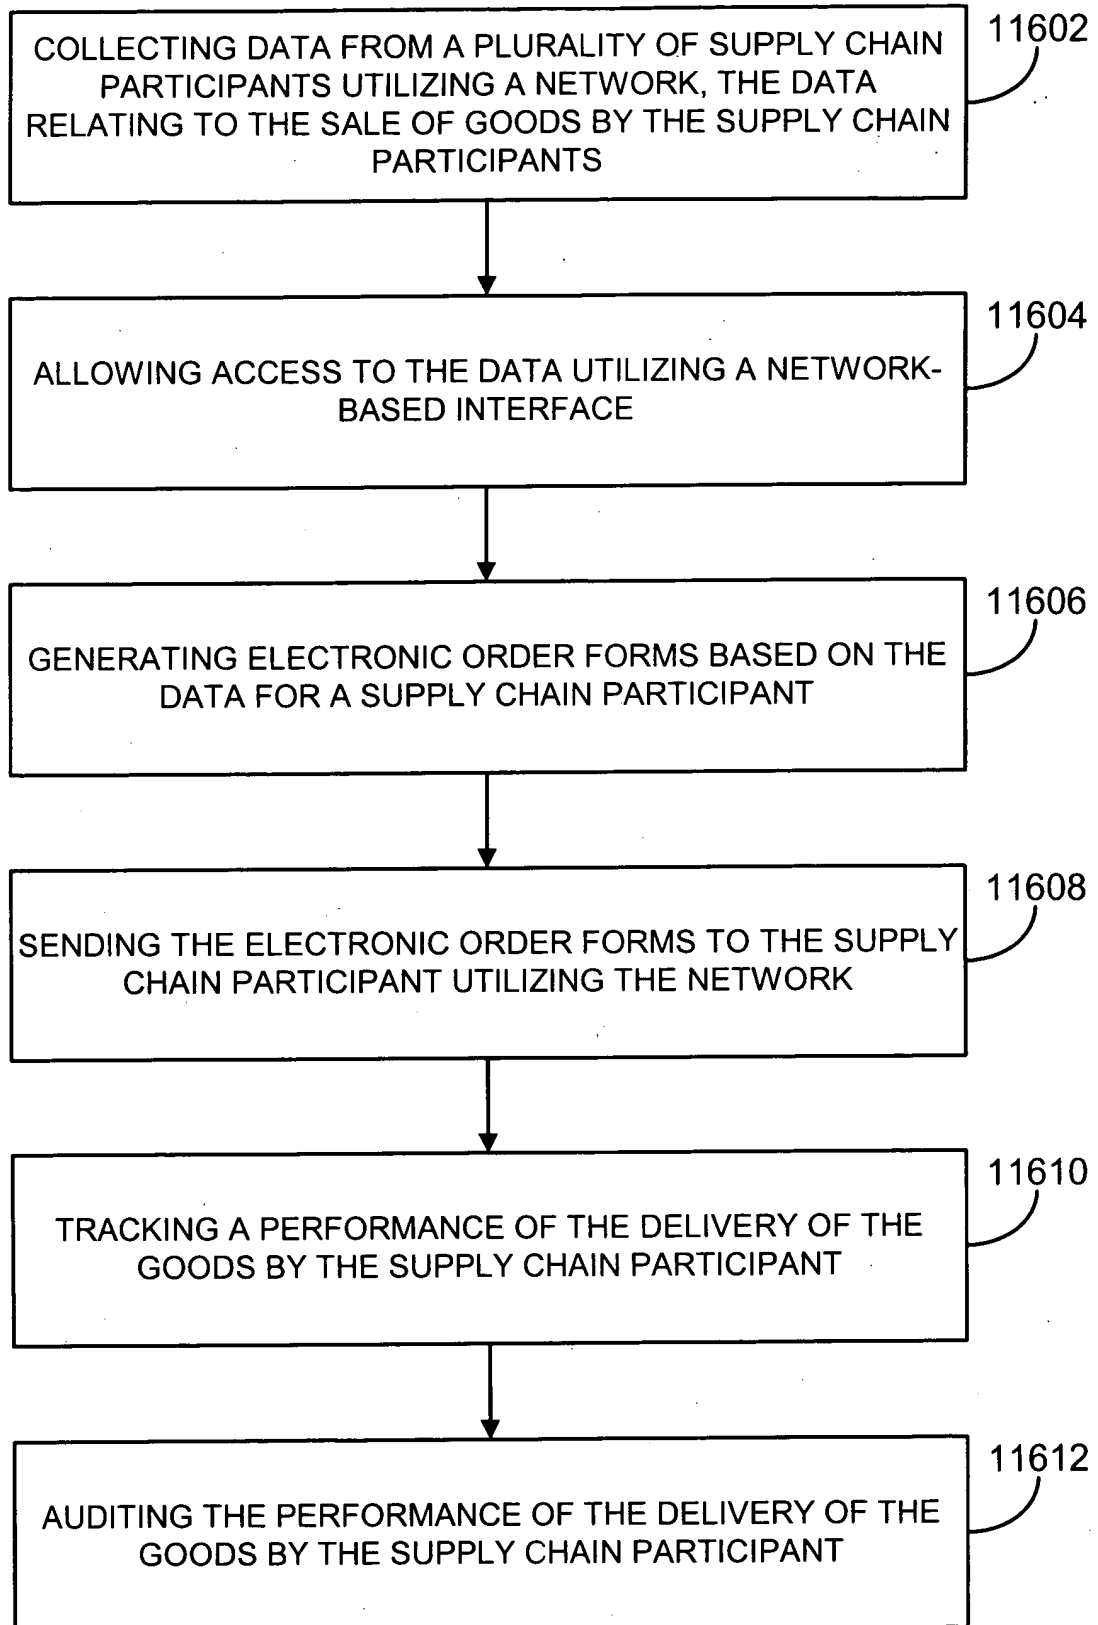 11602
COLLECTING DATA FROM A PLURALITY OF SUPPLY CHAIN
PARTICIPANTS UTILIZING A NETWORK, THE DATA
RELATING TO THE SALE OF GOODS BY THE SUPPLY CHAIN
PARTICIPANTS
11604
ALLOWING ACCESS TO THE DATA UTILIZING A NETWORK-
BASED INTERFACE
11606
GENERATING ELECTRONIC ORDER FORMS BASED ON THE
DATA FOR A SUPPLY CHAIN PARTICIPANT
11608
SENDING THE ELECTRONIC ORDER FORMS TO THE SUPPLY
CHAIN PARTICIPANT UTILIZING THE NETWORK
11610
TRACKING A PERFORMANCE OF THE DELIVERY OF THE
GOODS BY THE SUPPLY CHAIN PARTICIPANT
11612
AUDITING THE PERFORMANCE OF THE DELIVERY OF THE
GOODS BY THE SUPPLY CHAIN PARTICIPANT